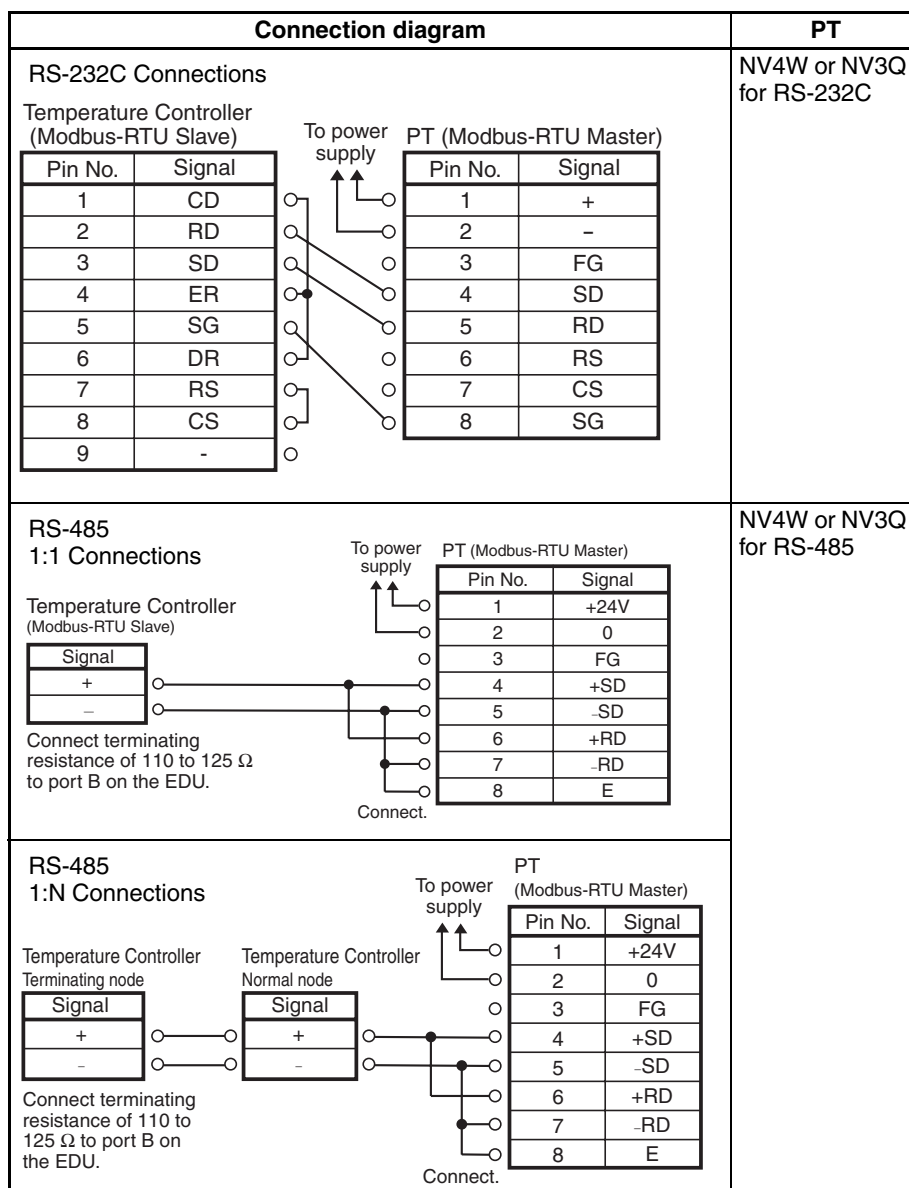 Connection diagram PT
RS-232C Connections
NV4W or NV3Q
for RS-232C
Temperature Controller
(Modbus-RTU Slave)
To power
supply
PT (Modbus-RTU Master)
Pin No. Signal
1 CD
2 RD
3 SD
4 ER
5 SG
6 DR
7 RS
8 CS
9 -
Pin No. Signal
1 +
2 –
3 FG
4 SD
5 RD
6 RS
7 CS
8 SG
RS-485
1:1 Connections
NV4W or NV3Q
for RS-485
Temperature Controller
(Modbus-RTU Slave)
Signal
+
–
Connect terminating
resistance of 110 to 125 Ω
to port B on the EDU.
To power
supply
PT (Modbus-RTU Master)
Pin No. Signal
1 +24V
2 0
3 FG
4 +SD
5 –SD
6 +RD
7 –RD
8 E
Connect.
RS-485
1:N Connections
Temperature Controller
Terminating node
Signal
+
–
Connect terminating
resistance of 110 to
125 Ω to port B on
the EDU.
Temperature Controller
Normal node
Signal
+
–
To power
supply
PT
(Modbus-RTU Master)
Pin No. Signal
1 +24V
2 0
3 FG
4 +SD
5 –SD
6 +RD
7 –RD
8 E
Connect.